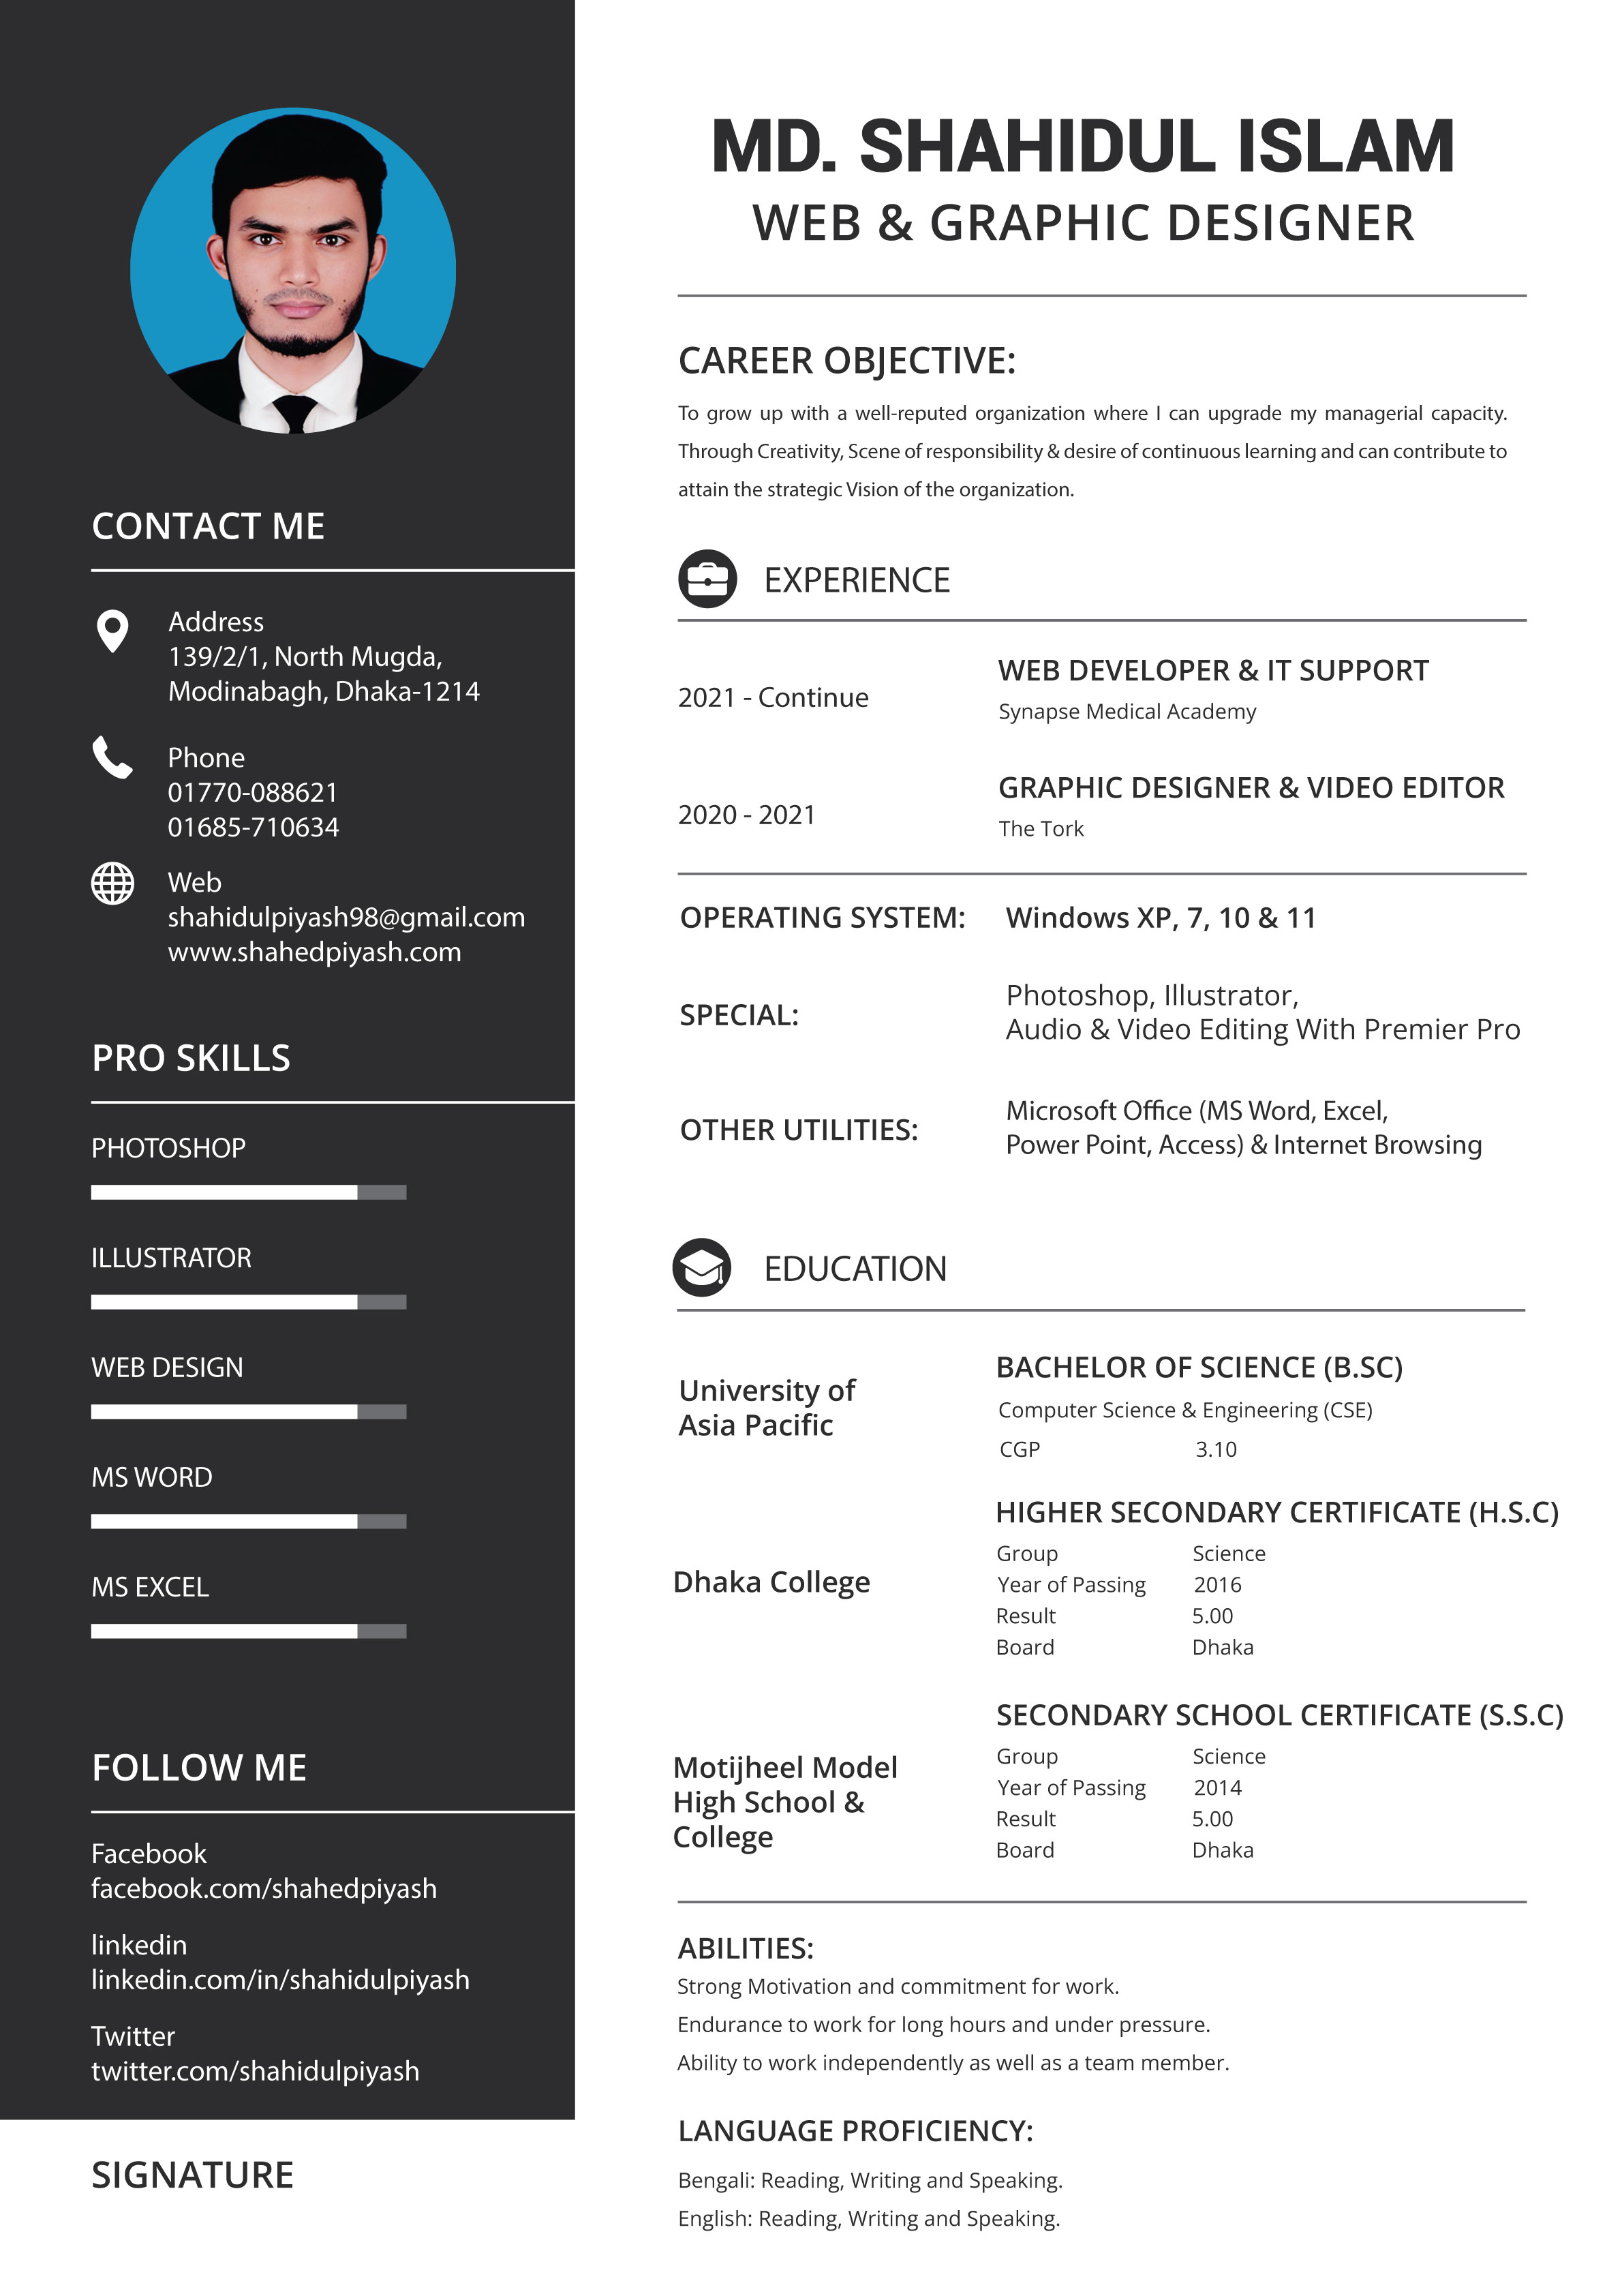 MD. SHAHIDUL ISLAM
WEB & GRAPHIC DESIGNER
CONTACT ME
Address
139/2/1, North Mugda,
Modinabagh, Dhaka-1214
Phone
01770-088621
01685-710634
Web
shahidulpiyash98@gmail.com
www.shahedpiyash.com
PRO SKILLS
PHOTOSHOP
ILLUSTRATOR
WEB DESIGN
MS WORD
MS EXCEL
FOLLOW ME
Facebook
facebook.com/shahedpiyash
linkedin
linkedin.com/in/shahidulpiyash
Twitter
twitter.com/shahidulpiyash
SIGNATURE
CAREER OBJECTIVE:
To grow up with a well-reputed organization where I can upgrade my managerial capacity.
Through Creativity, Scene of responsibility & desire of continuous learning and can contribute to
attain the strategic Vision of the organization.
EXPERIENCE
2021 - Continue
WEB DEVELOPER & IT SUPPORT
Synapse Medical Academy
2020 - 2021
GRAPHIC DESIGNER & VIDEO EDITOR
The Tork
OPERATING SYSTEM: Windows XP, 7, 10 & 11
SPECIAL:
Photoshop, Illustrator,
Audio & Video Editing With Premier Pro
OTHER UTILITIES:
Microsoft Office (MS Word, Excel,
Power Point, Access) & Internet Browsing
EDUCATION
University of
Asia Pacific
BACHELOR OF SCIENCE (B.SC)
Computer Science & Engineering (CSE)
CGP 3.10
Dhaka College
HIGHER SECONDARY CERTIFICATE (H.S.C)
Group Science
Year of Passing 2016
Result 5.00
Board Dhaka
Motijheel Model
High School &
College
SECONDARY SCHOOL CERTIFICATE (S.S.C)
Group Science
Year of Passing 2014
Result 5.00
Board Dhaka
ABILITIES:
Strong Motivation and commitment for work.
Endurance to work for long hours and under pressure.
Ability to work independently as well as a team member.
LANGUAGE PROFICIENCY:
Bengali: Reading, Writing and Speaking.
English: Reading, Writing and Speaking.